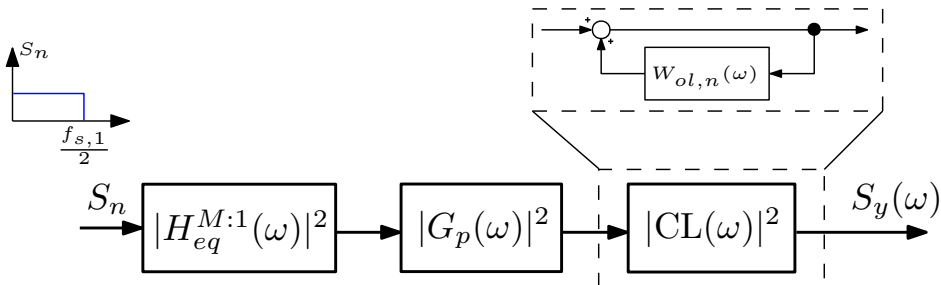 S_n
f_{s,1}
2
+
+
W_{ol,n}(ω)
S_n
|H_{eq}^{M:1}(ω)|^2
|G_p(ω)|^2
|CL(ω)|^2
S_y(ω)